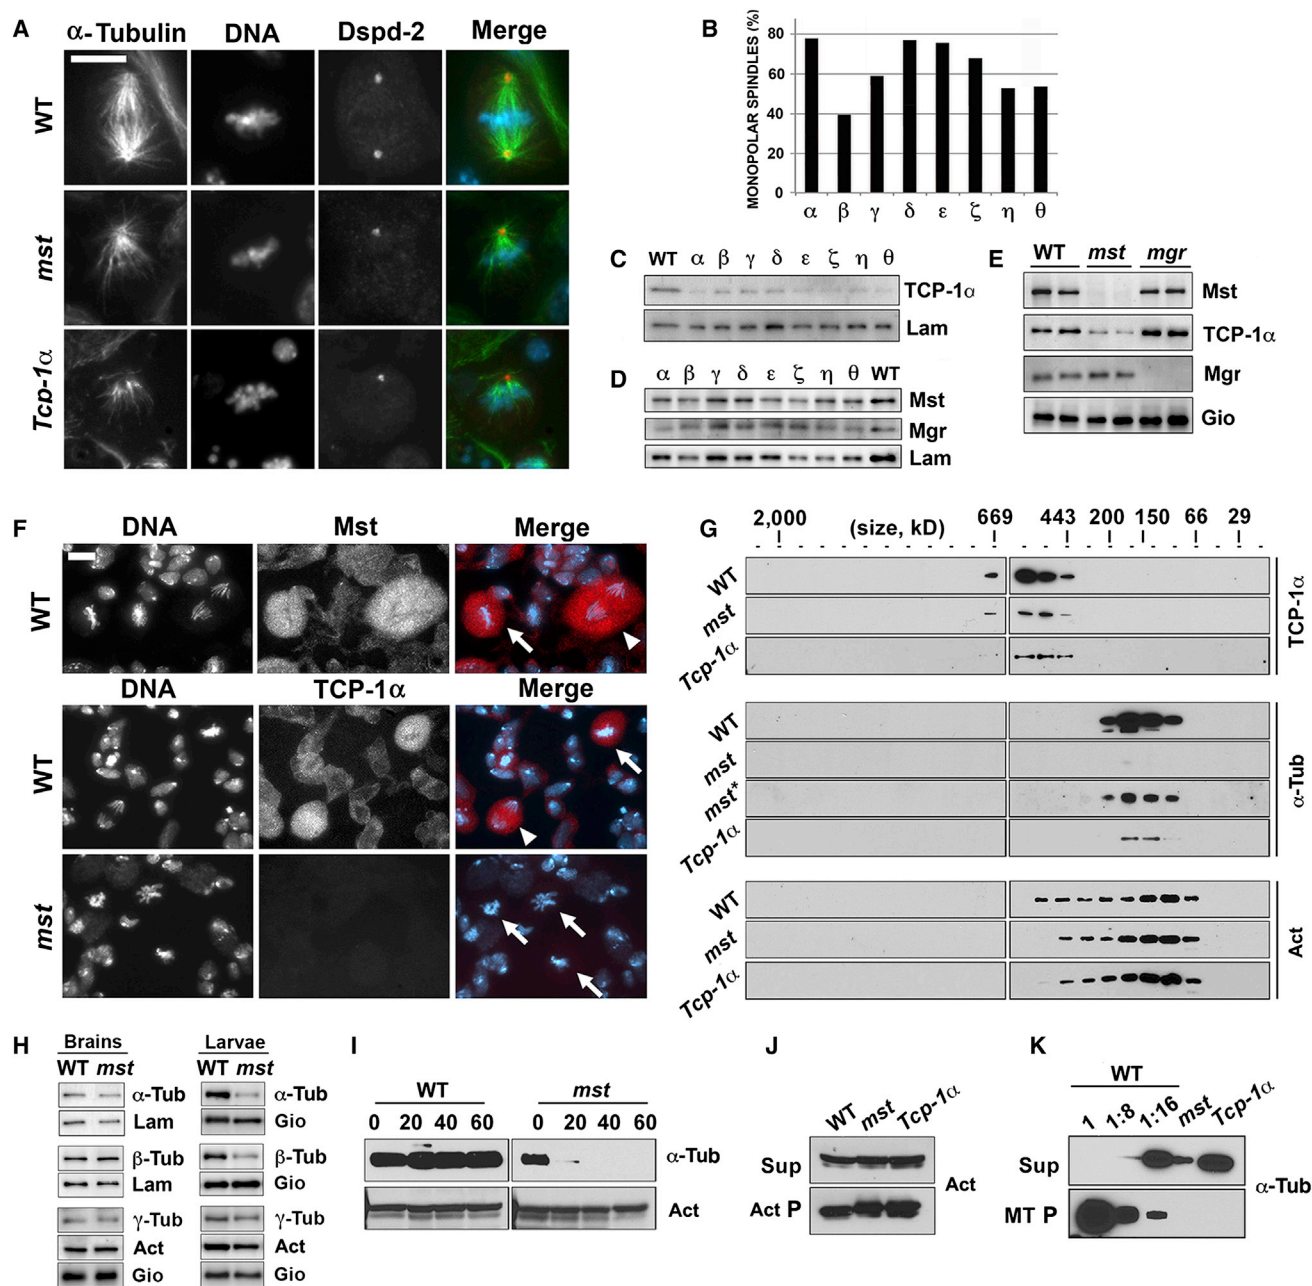 A
α-Tubulin DNA Dspd-2 Merge
WT
mst
Tcp-1α
B
MONOPOLAR SPINDLES (%)
80
60
40
20
0
α β γ δ ε ζ η θ
C
WT α β γ δ ε ζ η θ
TCP-1α
Lam
D
α β γ δ ε ζ η θ WT
Mst
Mgr
Lam
E
WT mst mgr
Mst
TCP-1α
Mgr
Gio
F
DNA Mst Merge
WT
DNA TCP-1α Merge
WT
mst
G
2,000 (size, kD) 669 443 200 150 66 29
WT
mst
Tcp-1α
TCP-1α
WT
mst
mst*
Tcp-1α
α-Tub
WT
mst
Tcp-1α
Act
H
Brains Larvae
WT mst WT mst
α-Tub α-Tub
Lam Gio
β-Tub β-Tub
Lam Gio
γ-Tub γ-Tub
Act Act
Gio Gio
I
WT mst
0 20 40 60 0 20 40 60
α-Tub
Act
J
WT mst Tcp-1α
Sup
Act P
Act
K
WT
1 1:8 1:16 mst Tcp-1α
Sup
MT P
α-Tub